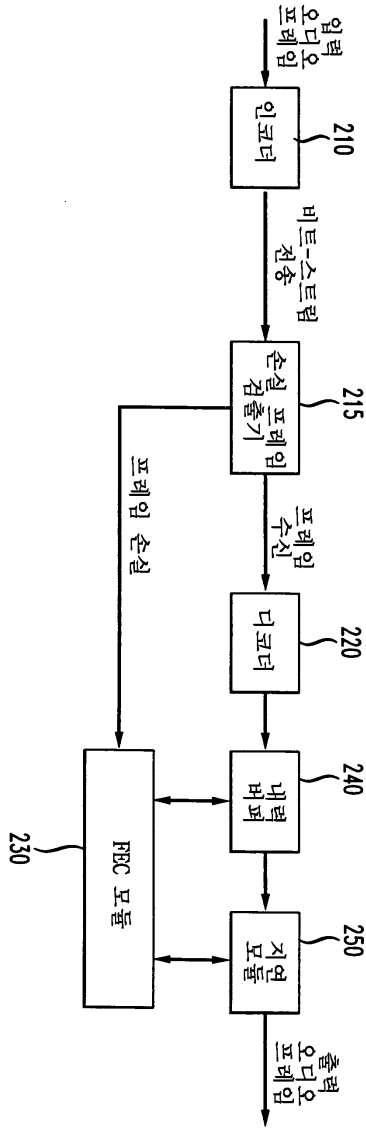 입력
오디오
프레임
인코더
210
비트-스트림
전송
손실 프레임
검출기
215
프레임
수신
프레임 손실
디코더
220
내력
버퍼
240
지연
모듈
250
FEC 모듈
230
출력
오디오
프레임